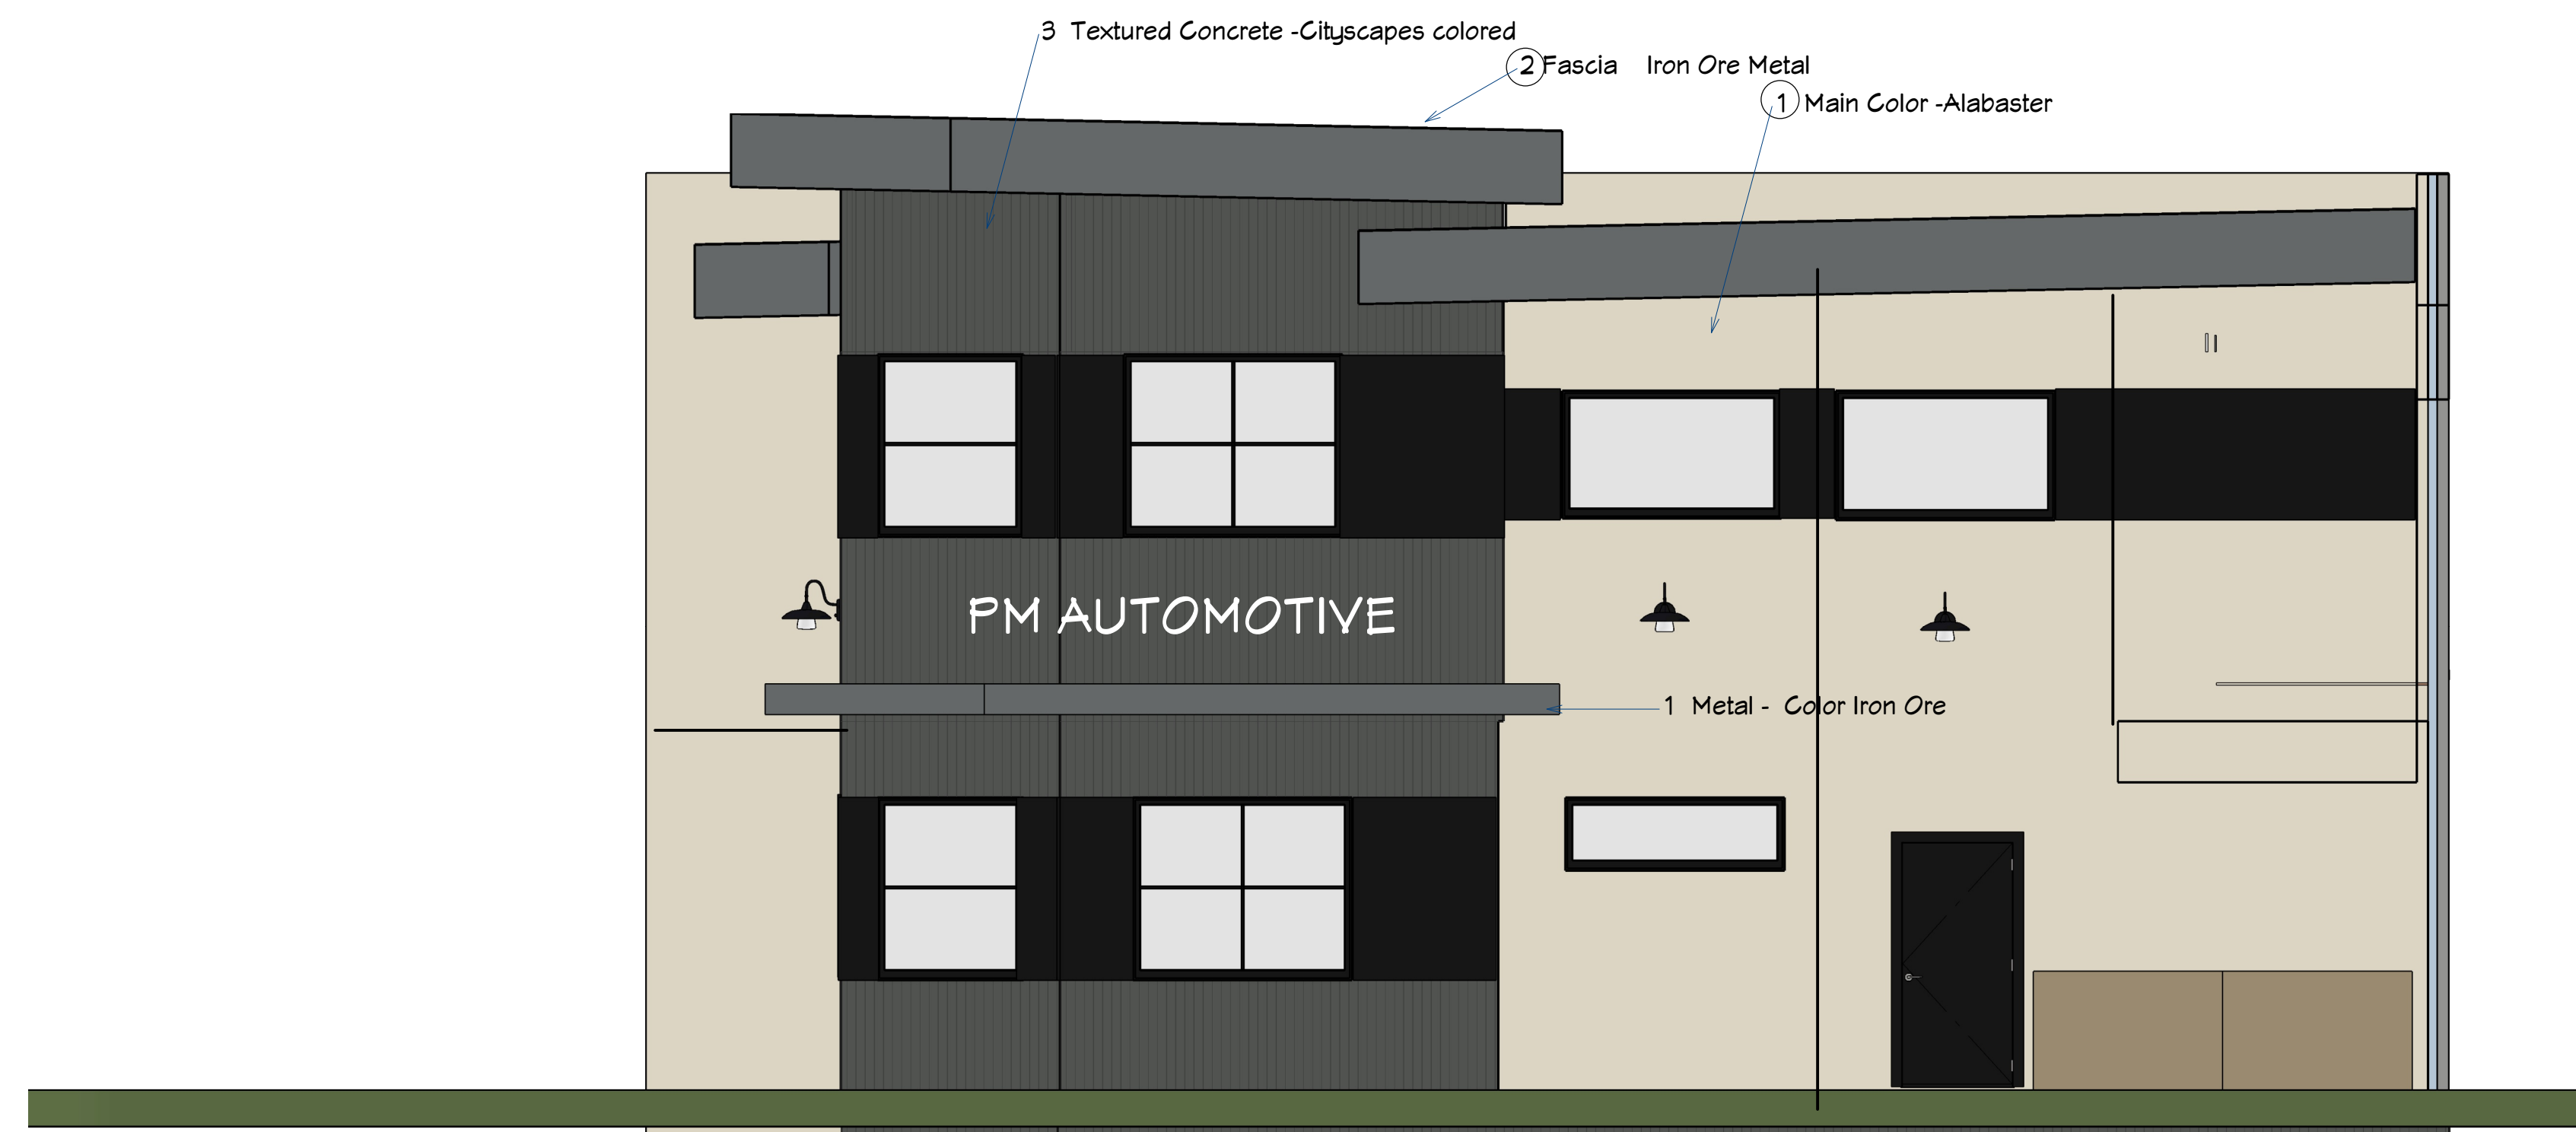 3 Textured Concrete -Cityscapes colored
2 Fascia Iron Ore Metal
1 Main Color -Alabaster
PM AUTOMOTIVE
1 Metal - Color Iron Ore